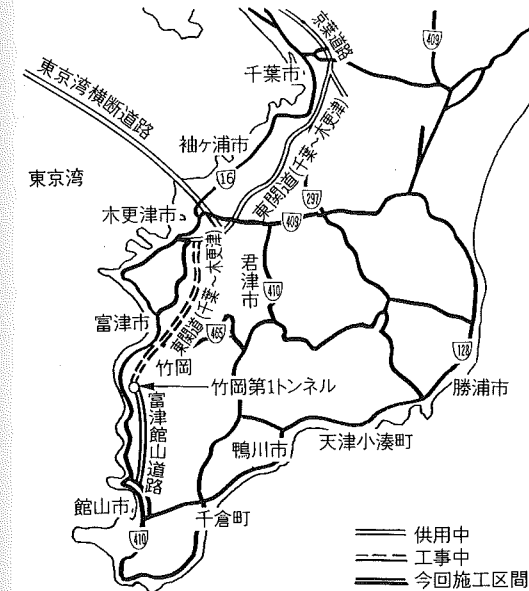 京葉道路
409
千葉市
東京湾横断道路
袖ヶ浦市
16
東関道(千葉~木更津)
297
東京湾
木更津市
409
君津市
410
東関道(千葉~木更津)
富津市
465
竹岡
128
竹岡第1トンネル
勝浦市
富津館山道路
鴨川市
天津小湊町
館山市
千倉町
410
供用中
工事中
今回施工区間